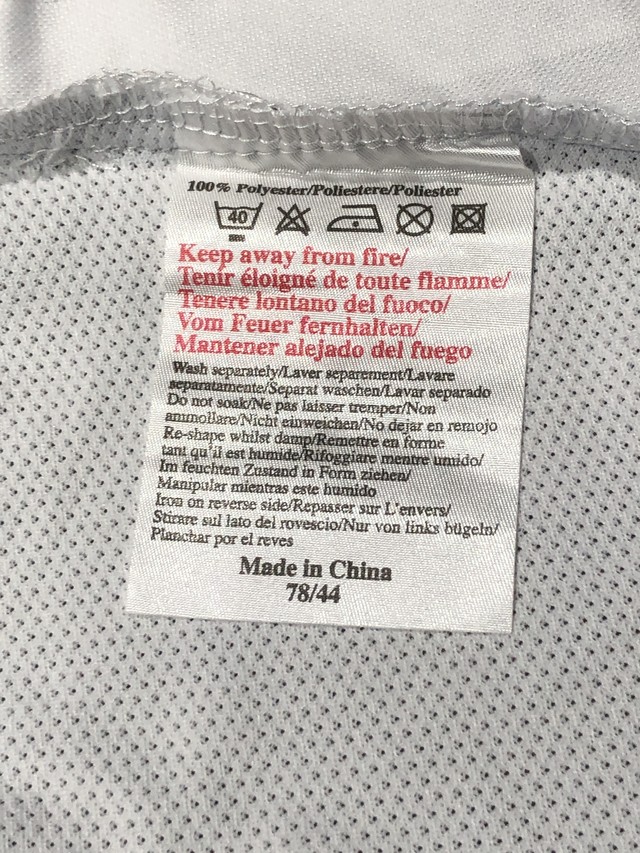 100% Polyester/Poliestere/Poliester
40
Keep away from fire/
Tenir éloigné de toute flamme/
Tenere lontano del fuoco/
Vom Feuer fernhalten/
Mantener alejado del fuego
Wash separately/Laver separement/Lavare
separatamente/Separat waschen/Lavar separado
Do not soak/Ne pas laisser tremper/Non
ammollare/Nicht einweichen/No dejar en remojo
Re-shape whilst damp/Remettre en forme
tant qu'il est humide/Rifoggiare mentre umido/
Im feuchten Zustand in Form ziehen/
Manipular mientras este humido
Iron on reverse side/Repasser sur L'envers/
Stirare sul lato del rovescio/Nur von links bügeln/
Planchar por el reves
Made in China
78/44